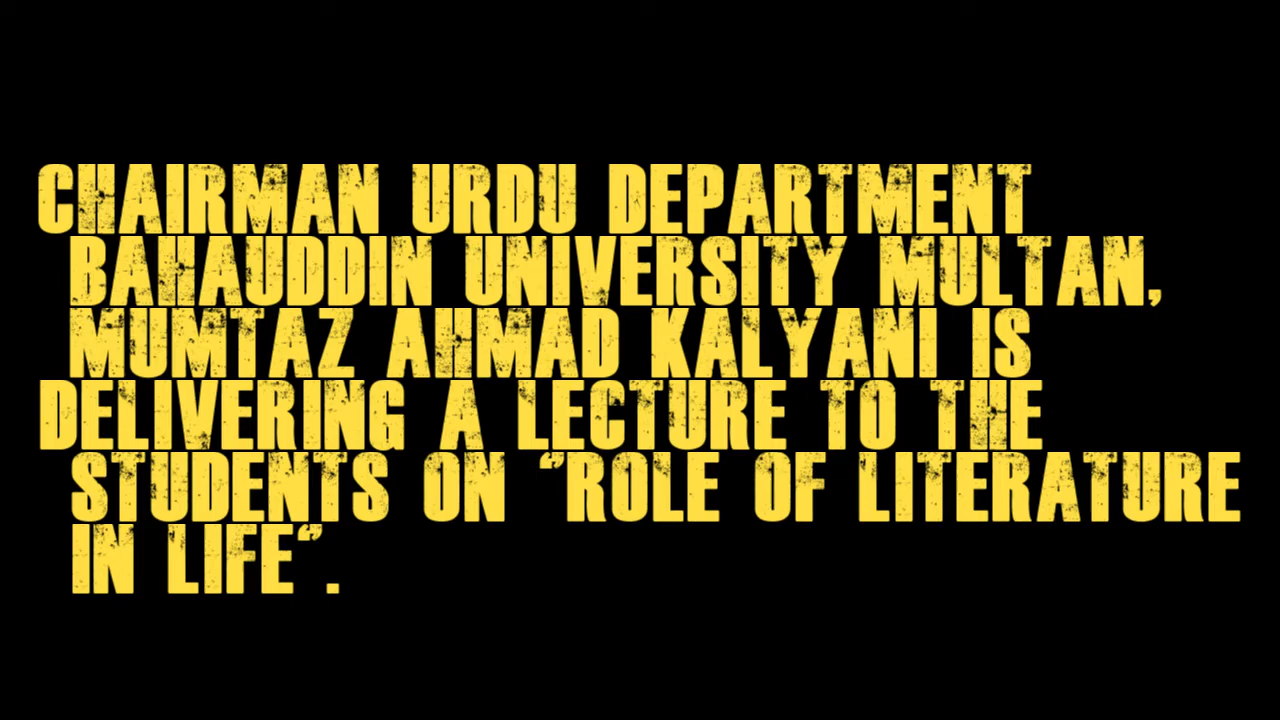 CHAIRMAN URDU DEPARTMENT
BAHAUDDIN UNIVERSITY MULTAN,
MUMTAZ AHMAD KALYANI IS
DELIVERING A LECTURE TO THE
STUDENTS ON "ROLE OF LITERATURE
IN LIFE".